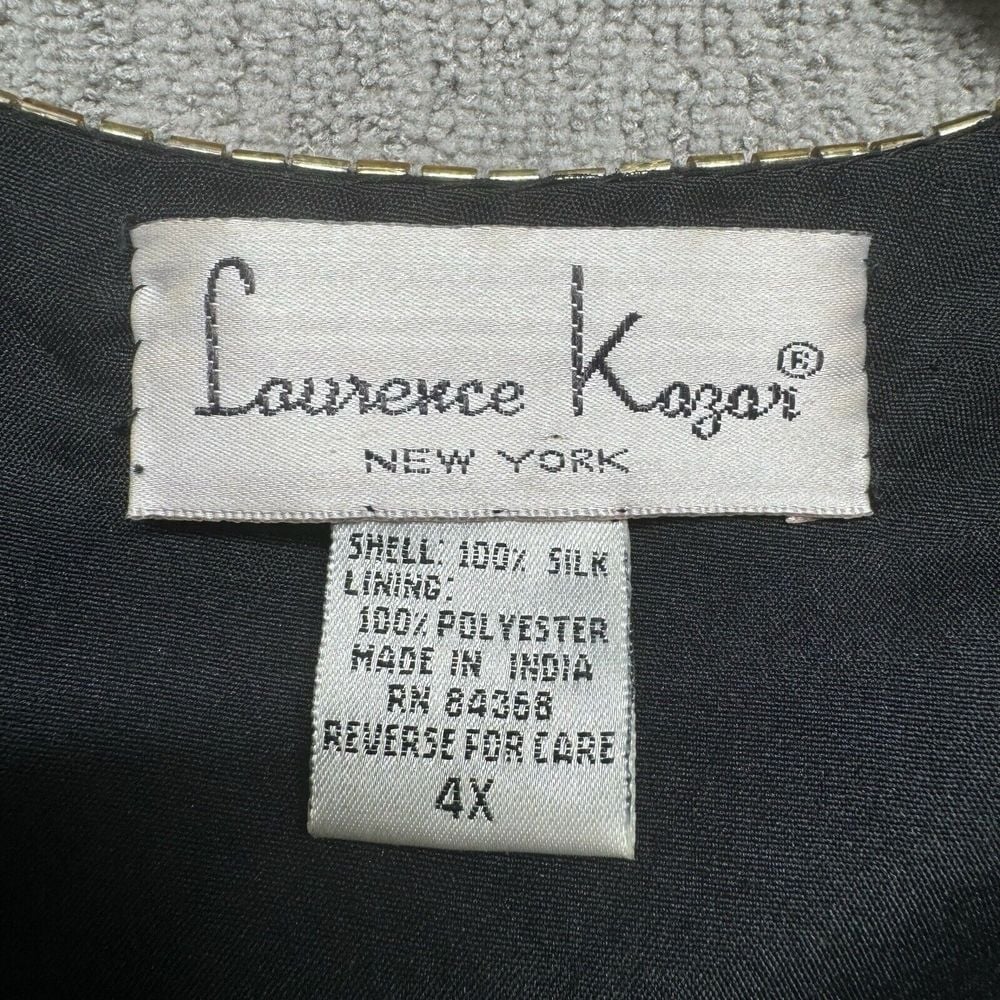 Laurence Kazar®
NEW YORK
SHELL: 100% SILK
LINING:
100% POLYESTER
MADE IN INDIA
RN 84368
REVERSE FOR CARE
4X